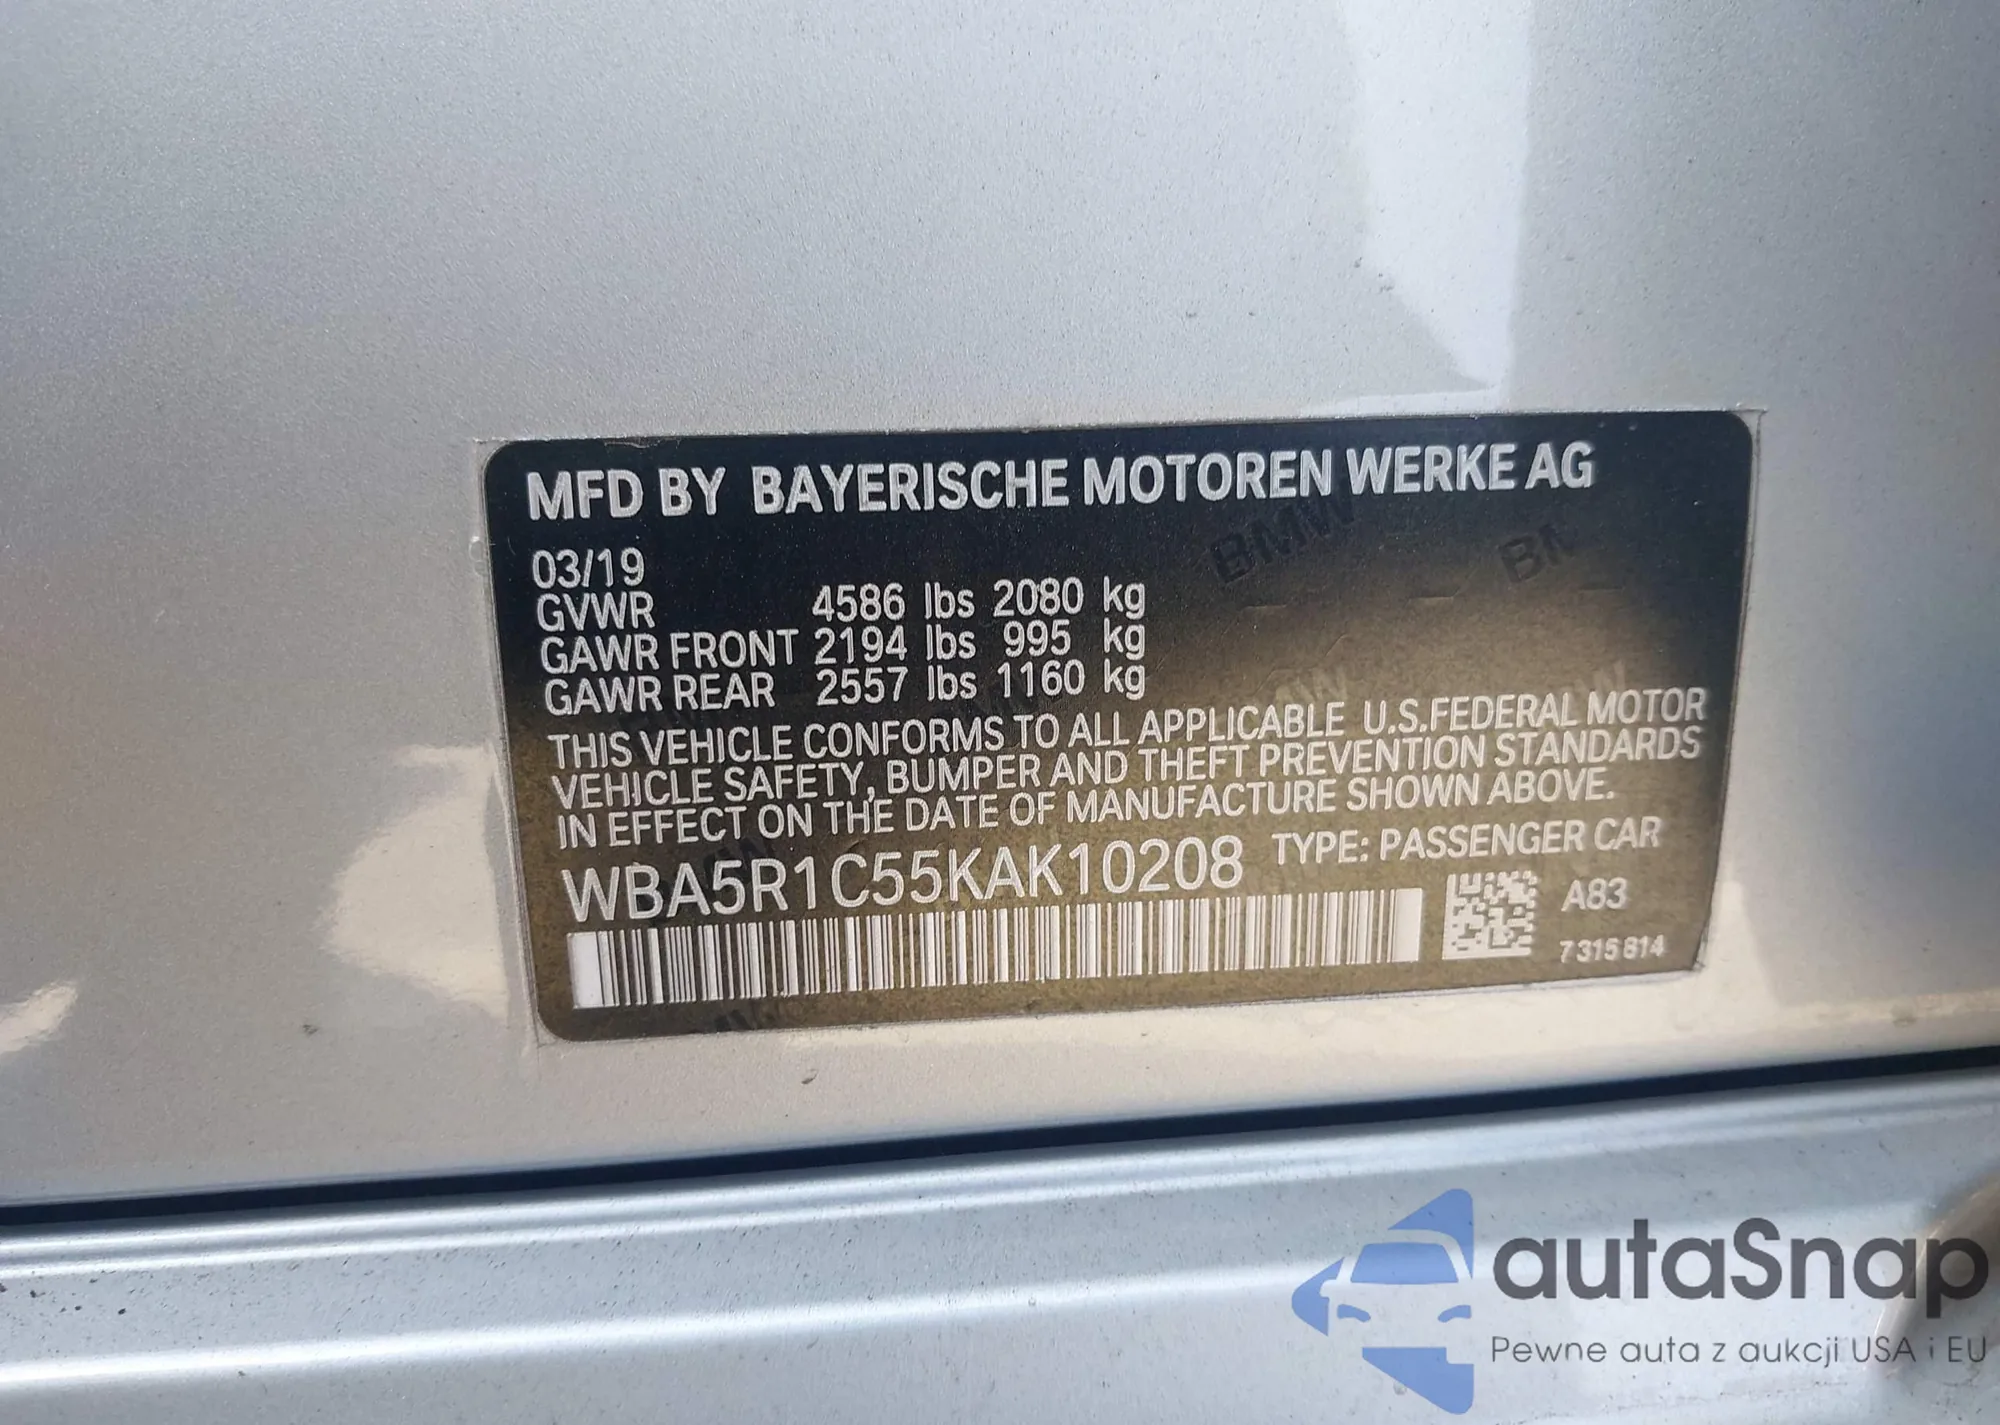 MFD BY BAYERISCHE MOTOREN WERKE AG
03/19
GVWR 4586 lbs 2080 kg
GAWR FRONT 2194 lbs 995 kg
GAWR REAR 2557 lbs 1160 kg
THIS VEHICLE CONFORMS TO ALL APPLICABLE U.S.FEDERAL MOTOR
VEHICLE SAFETY, BUMPER AND THEFT PREVENTION STANDARDS
IN EFFECT ON THE DATE OF MANUFACTURE SHOWN ABOVE.
WBA5R1C55KAK10208 TYPE: PASSENGER CAR
A83
7315814
BMW
autaSnap
Pewne auta z aukcji USA i EU